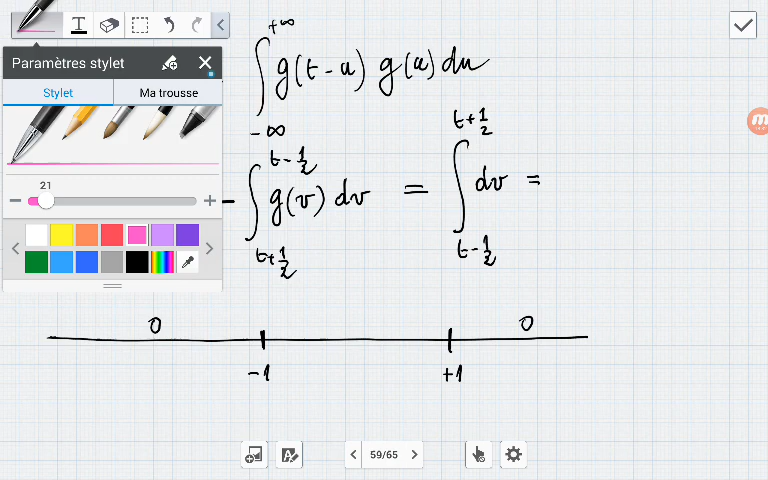 T
Paramètres stylet
Stylet Ma trousse
21
∫_{-∞}^{+∞} g(t-u) g(u) du
-∫_{t+1/2}^{t-1/2} g(v) dv = ∫_{t-1/2}^{t+1/2} dv =
0 0
-1 +1
A
59/65
m